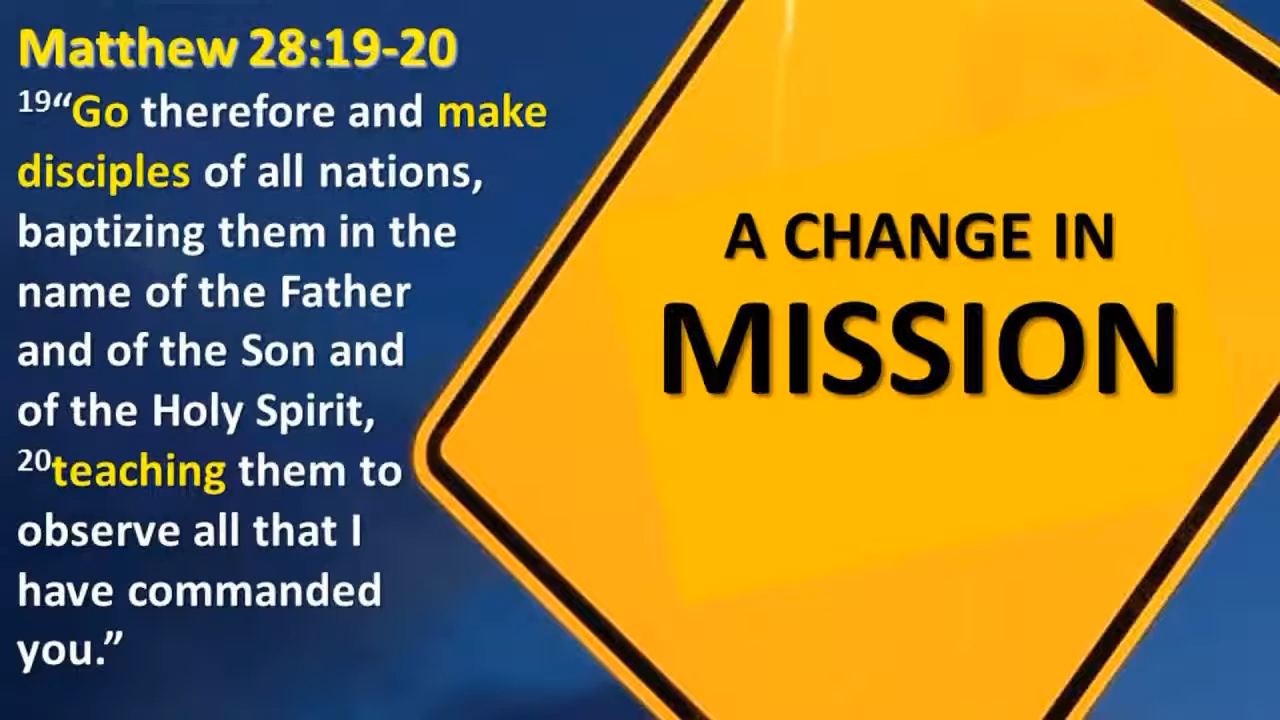 Matthew 28:19-20
19“Go therefore and make
disciples of all nations,
baptizing them in the
name of the Father
and of the Son and
of the Holy Spirit,
20teaching them to
observe all that I
have commanded
you.”
A CHANGE IN
MISSION